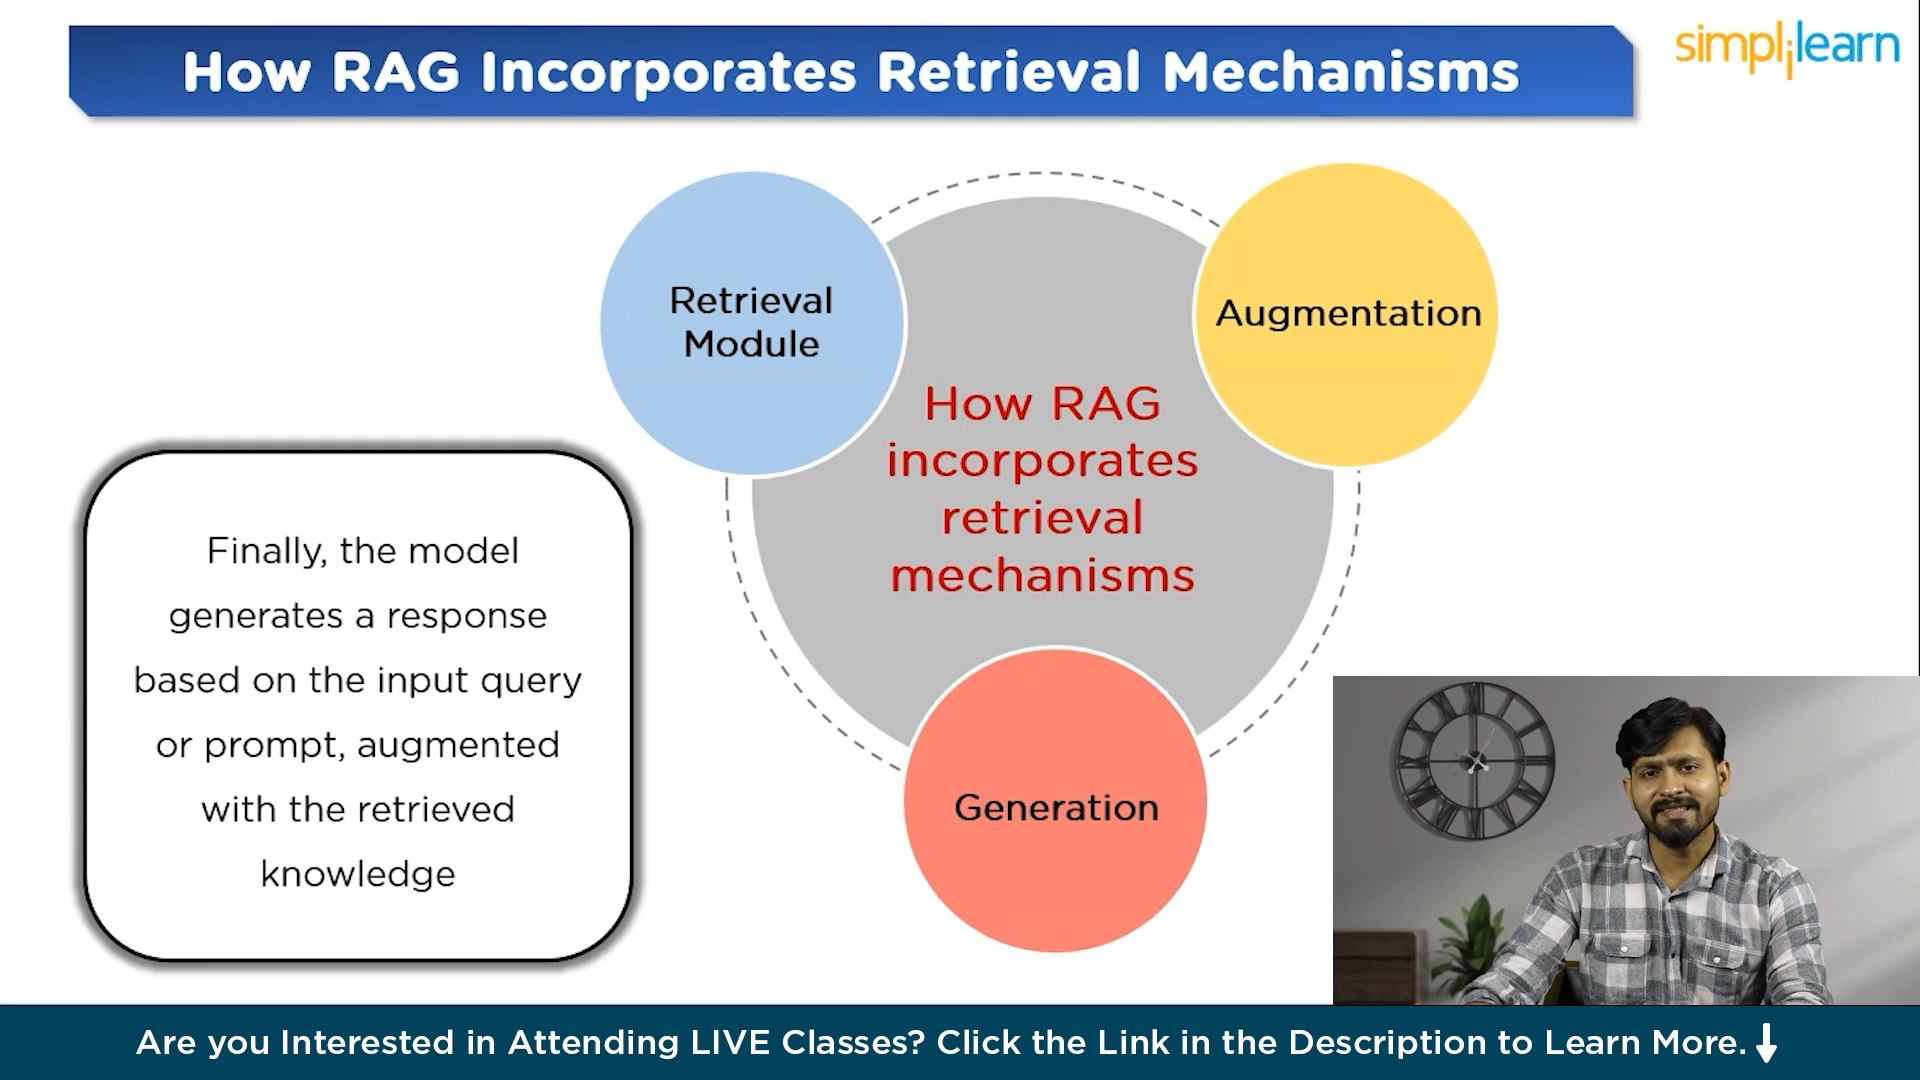 How RAG Incorporates Retrieval Mechanisms
simplilearn
Retrieval
Module
Augmentation
How RAG
incorporates
retrieval
mechanisms
Generation
Finally, the model
generates a response
based on the input query
or prompt, augmented
with the retrieved
knowledge
Are you Interested in Attending LIVE Classes? Click the Link in the Description to Learn More.